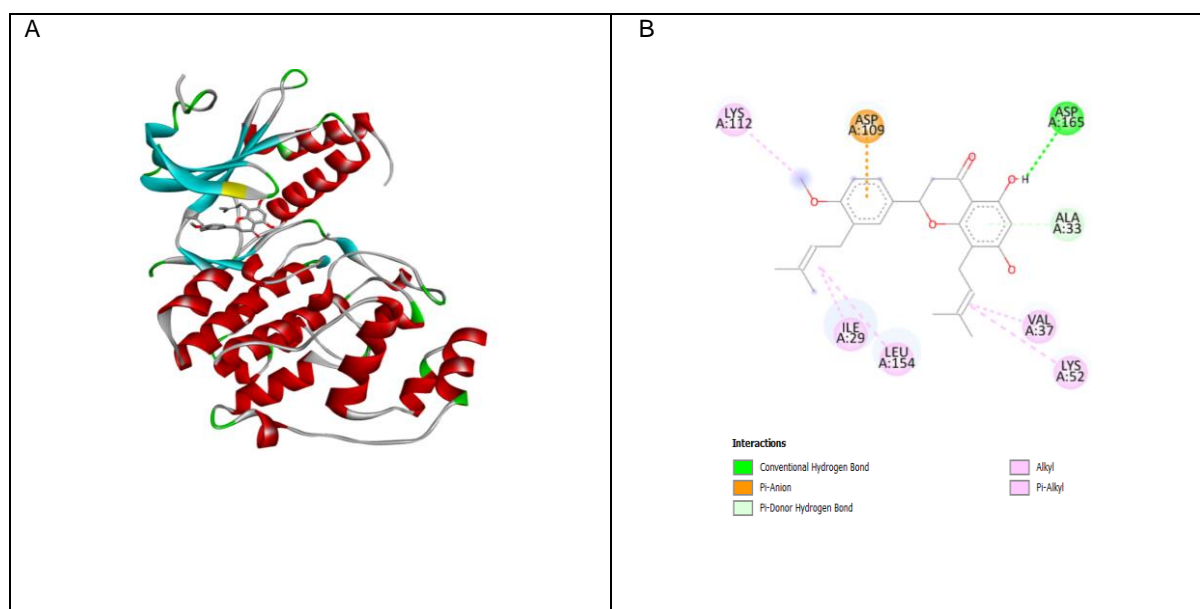 A
B
LYS
A:112
ASP
A:109
ASP
A:165
O
O
H
O
O
O
ALA
A:33
ILE
A:29
LEU
A:154
VAL
A:37
LYS
A:52
Interactions
Conventional Hydrogen Bond
Pi-Anion
Pi-Donor Hydrogen Bond
Alkyl
Pi-Alkyl